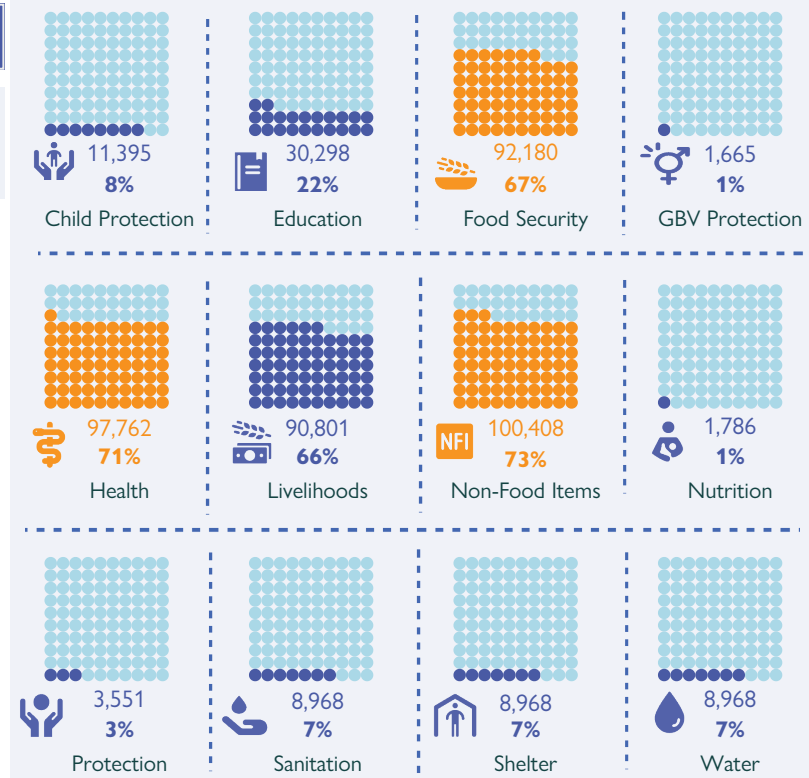 11,395
8%
Child Protection
30,298
22%
Education
92,180
67%
Food Security
1,665
1%
GBV Protection
97,762
71%
Health
90,801
66%
Livelihoods
NFI
100,408
73%
Non-Food Items
1,786
1%
Nutrition
3,551
3%
Protection
8,968
7%
Sanitation
8,968
7%
Shelter
8,968
7%
Water